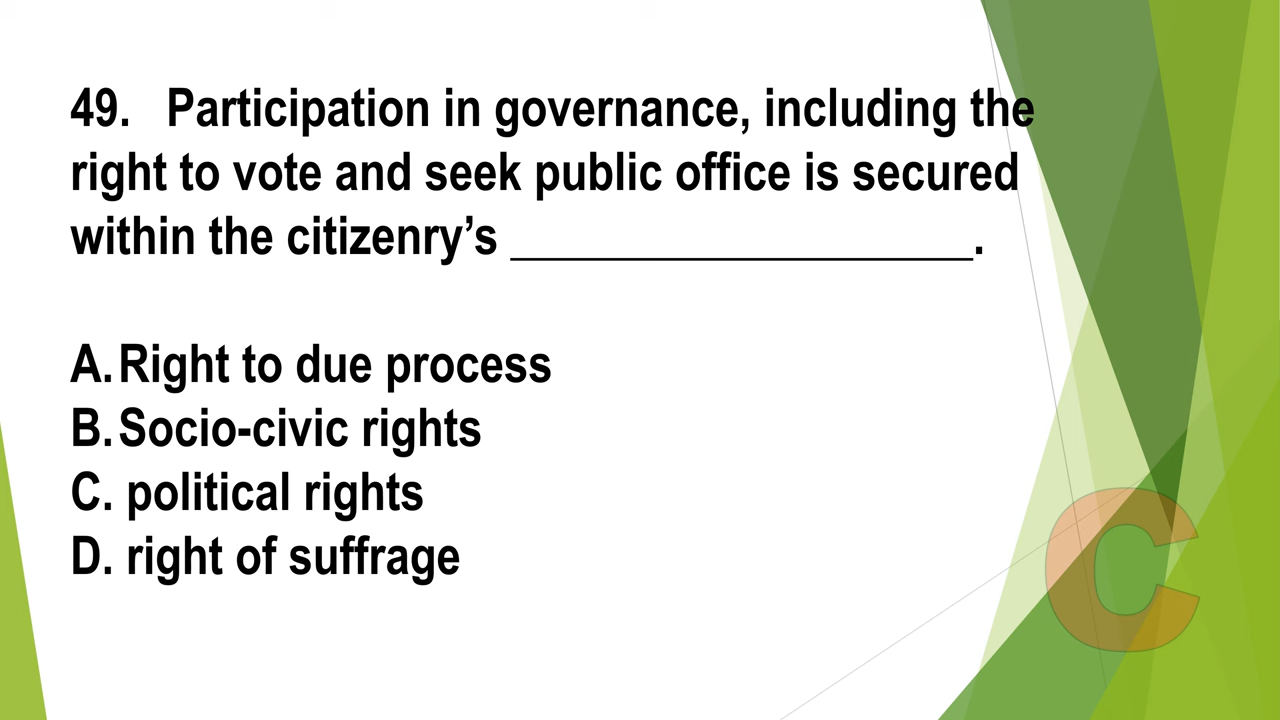 49. Participation in governance, including the
right to vote and seek public office is secured
within the citizenry’s ____________________.
A. Right to due process
B. Socio-civic rights
C. political rights
D. right of suffrage
C